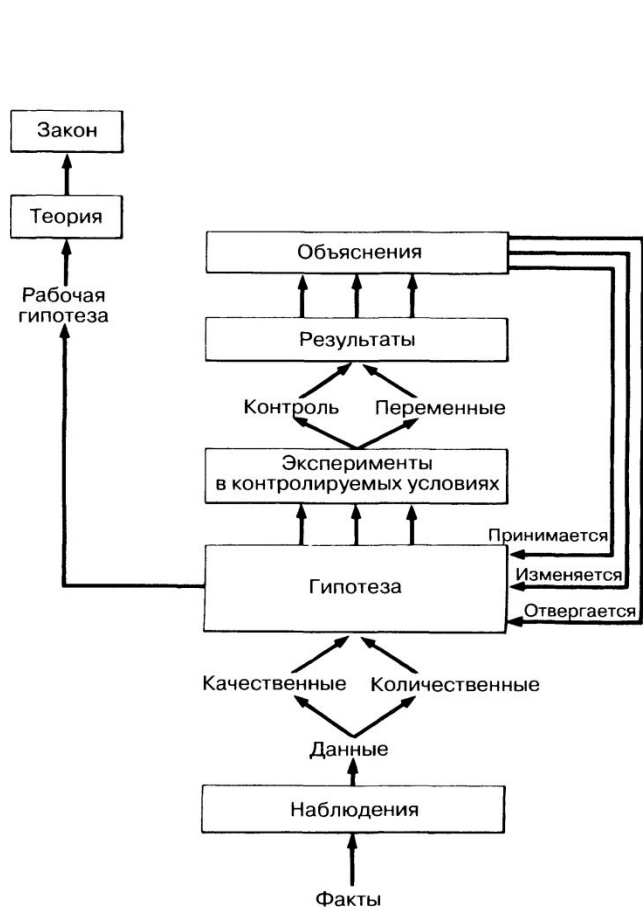 Закон
Теория
Рабочая
гипотеза
Объяснения
Результаты
Контроль
Переменные
Эксперименты
в контролируемых условиях
Принимается
Гипотеза
Изменяется
Отвергается
Качественные
Количественные
Данные
Наблюдения
Факты